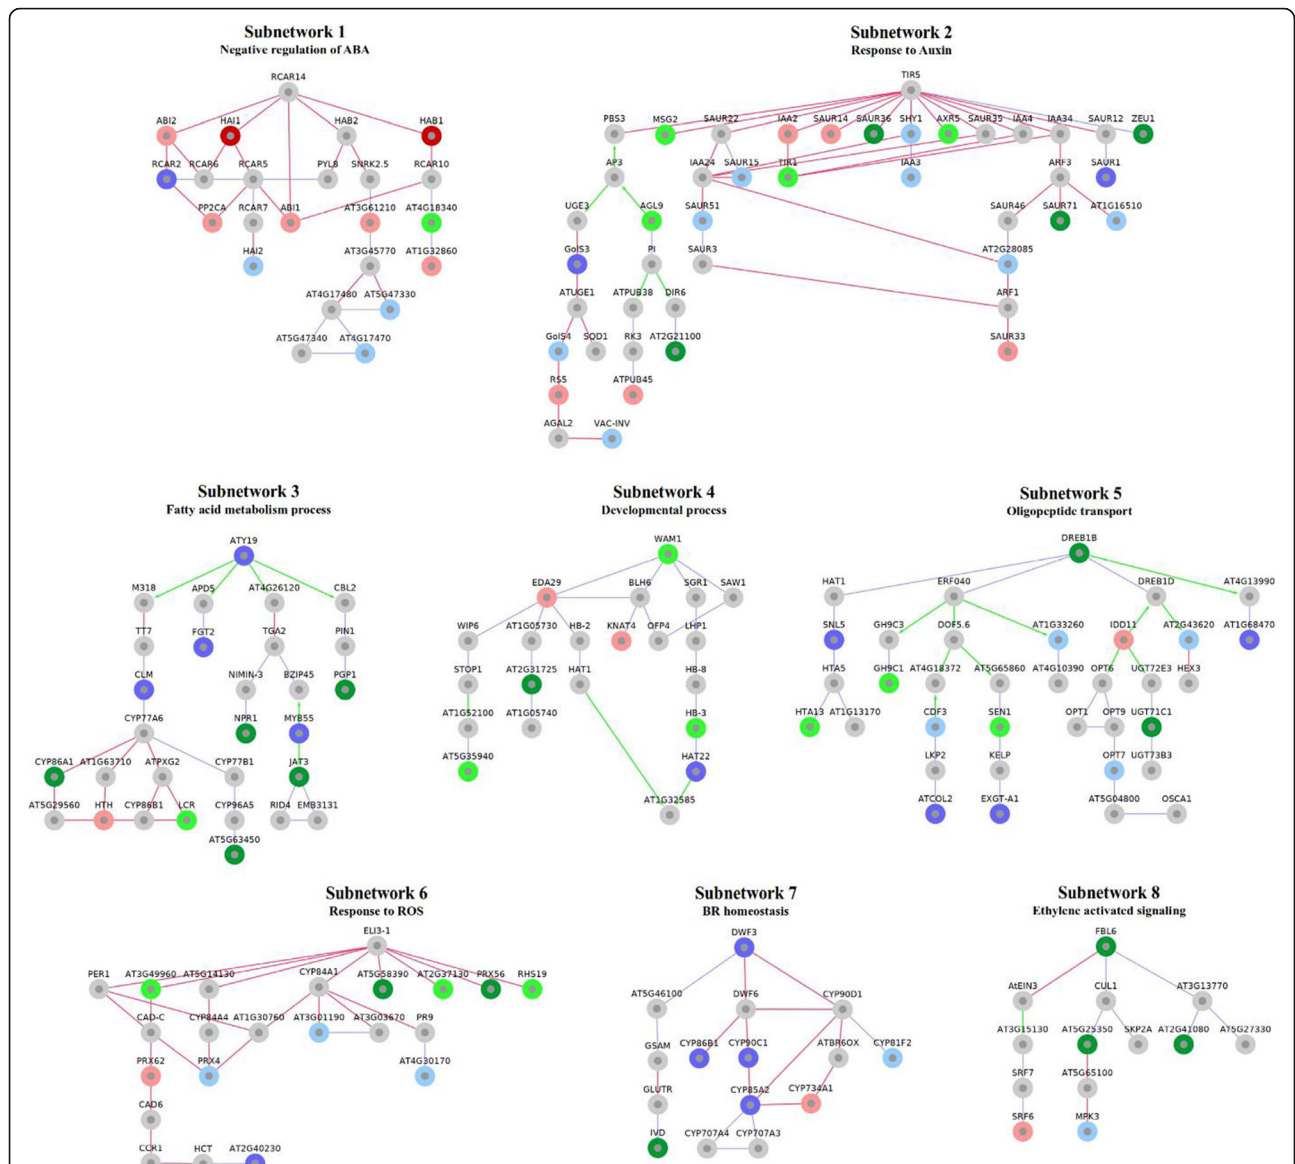 Subnetwork 1
Negative regulation of ABA
RCAR14
ABI2 HAI1 HAB2 HAB1
RCAR2 RCAR6 RCAR5 PYL8 SNRK2.5 RCAR10
PP2CA RCAR7 ABI1 AT3G61210 AT4G18340
HAI2 AT3G45770 AT1G32860
AT4G17480 AT5G47330
AT5G47340 AT4G17470
Subnetwork 2
Response to Auxin
TIR5
PBS3 MSG2 SAUR22 IAA2 SAUR14 SAUR36 SHY1 AXR5 SAUR35 IAA4 IAA34 SAUR12 ZEU1
AP3 IAA24 SAUR15 TIR1 IAA3 ARF3 SAUR1
UGE3 AGL9 SAUR51 SAUR46 SAUR71 AT1G16510
GolS3 PI SAUR3 AT2G28085
ATUGE1 ATPUB38 DIR6 ARF1
GolS4 SQD1 RK3 AT2G21100 SAUR33
RS5 ATPUB45
AGAL2 VAC-INV
Subnetwork 3
Fatty acid metabolism process
ATY19
M318 APD5 AT4G26120 CBL2
TT7 FGT2 TGA2 PIN1
CLM NIMIN-3 BZIP45 PGP1
CYP77A6 NPR1 MYB55
CYP86A1 AT1G63710 ATPXG2 CYP77B1 JAT3
AT5G29560 HTH CYP86B1 LCR CYP96A5 RID4 EMB3131
AT5G63450
Subnetwork 4
Developmental process
WAM1
EDA29 BLH6 SGR1 SAW1
WIP6 AT1G05730 HB-2 KNAT4 OFP4 LHP1
STOP1 AT2G31725 HAT1 HB-8
AT1G52100 AT1G05740 HB-3
AT5G35940 HAT22
AT1G32585
Subnetwork 5
Oligopeptide transport
DREB1B
HAT1 ERF040 DREB1D AT4G13990
SNL5 GH9C3 DOF5.6 AT1G33260 IDD11 AT2G43620 AT1G68470
HTA5 GH9C1 AT4G18372 AT5G65860 AT4G10390 OPT6 UGT72E3 HEX3
HTA13 AT1G13170 CDF3 SEN1 OPT1 OPT9 UGT71C1
LKP2 KELP OPT7 UGT73B3
ATCOL2 EXGT-A1 AT5G04800 OSCA1
Subnetwork 6
Response to ROS
ELI3-1
PER1 AT3G49960 AT5G14130 CYP84A1 AT5G58390 AT2G37130 PRX56 RHS19
CAD-C CYP84A4 AT1G30760 AT3G01190 AT3G03670 PR9
PRX62 PRX4 AT4G30170
CAD6
CCR1 HCT AT2G40230
Subnetwork 7
BR homeostasis
DWF3
AT5G46100 DWF6 CYP90D1
GSAM CYP86B1 CYP90C1 ATBR6OX CYP81F2
GLUTR CYP85A2 CYP734A1
IVD CYP707A4 CYP707A3
Subnetwork 8
Ethylene activated signaling
FBL6
AtEIN3 CUL1 AT3G13770
AT3G15130 AT5G25350 SKP2A AT2G41080 AT5G27330
SRF7 AT5G65100
SRF6 MPK3